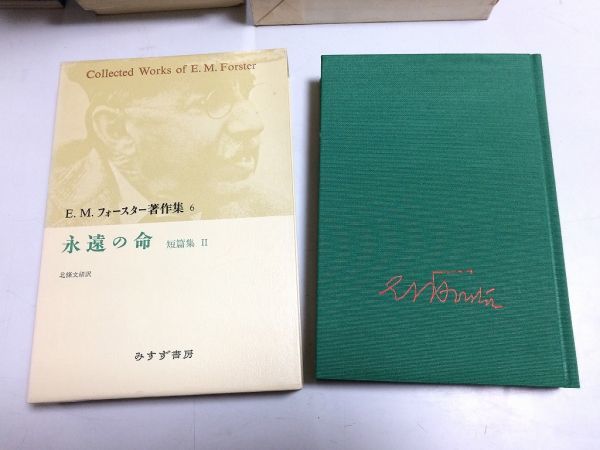 Collected Works of E. M. Forster
E. M. フォースター著作集 6
永遠の命 短篇集 II
北條文緒訳
みすず書房
E M Forster